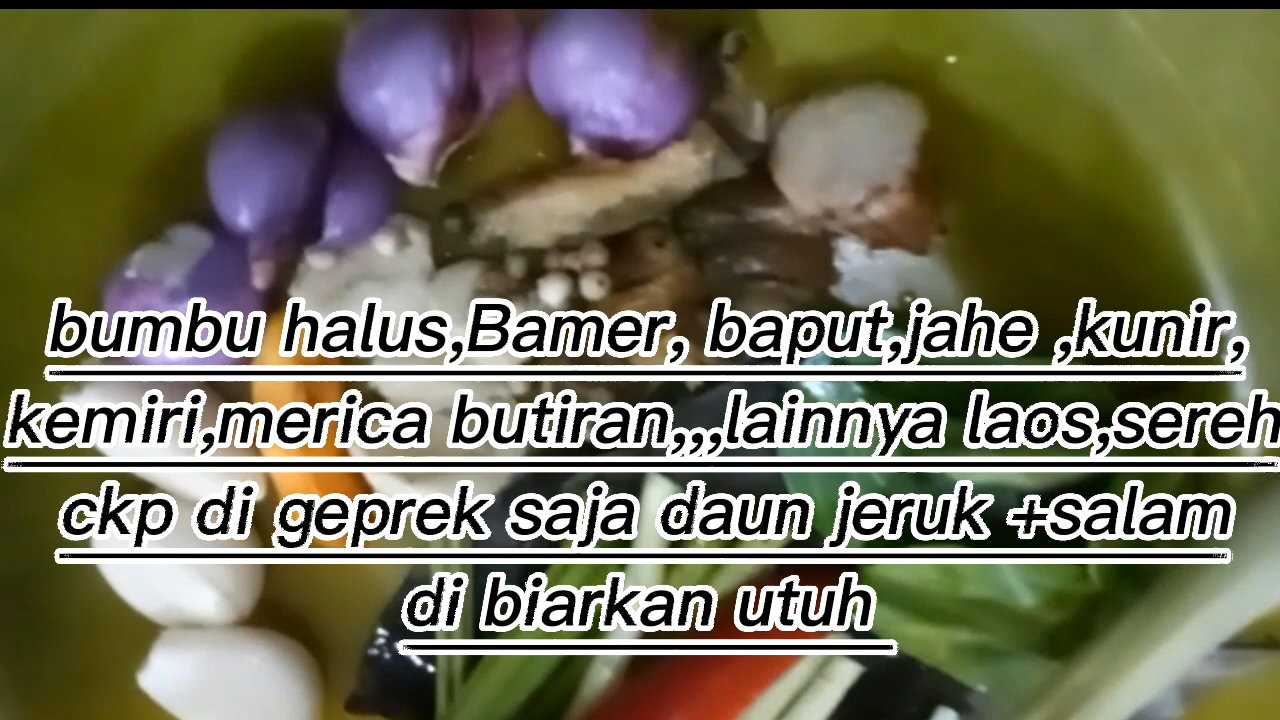 bumbu halus,Bamer, baput,jahe ,kunir,
kemiri,merica butiran,,,lainnya laos,sereh
ckp di geprek saja daun jeruk +salam
di biarkan utuh